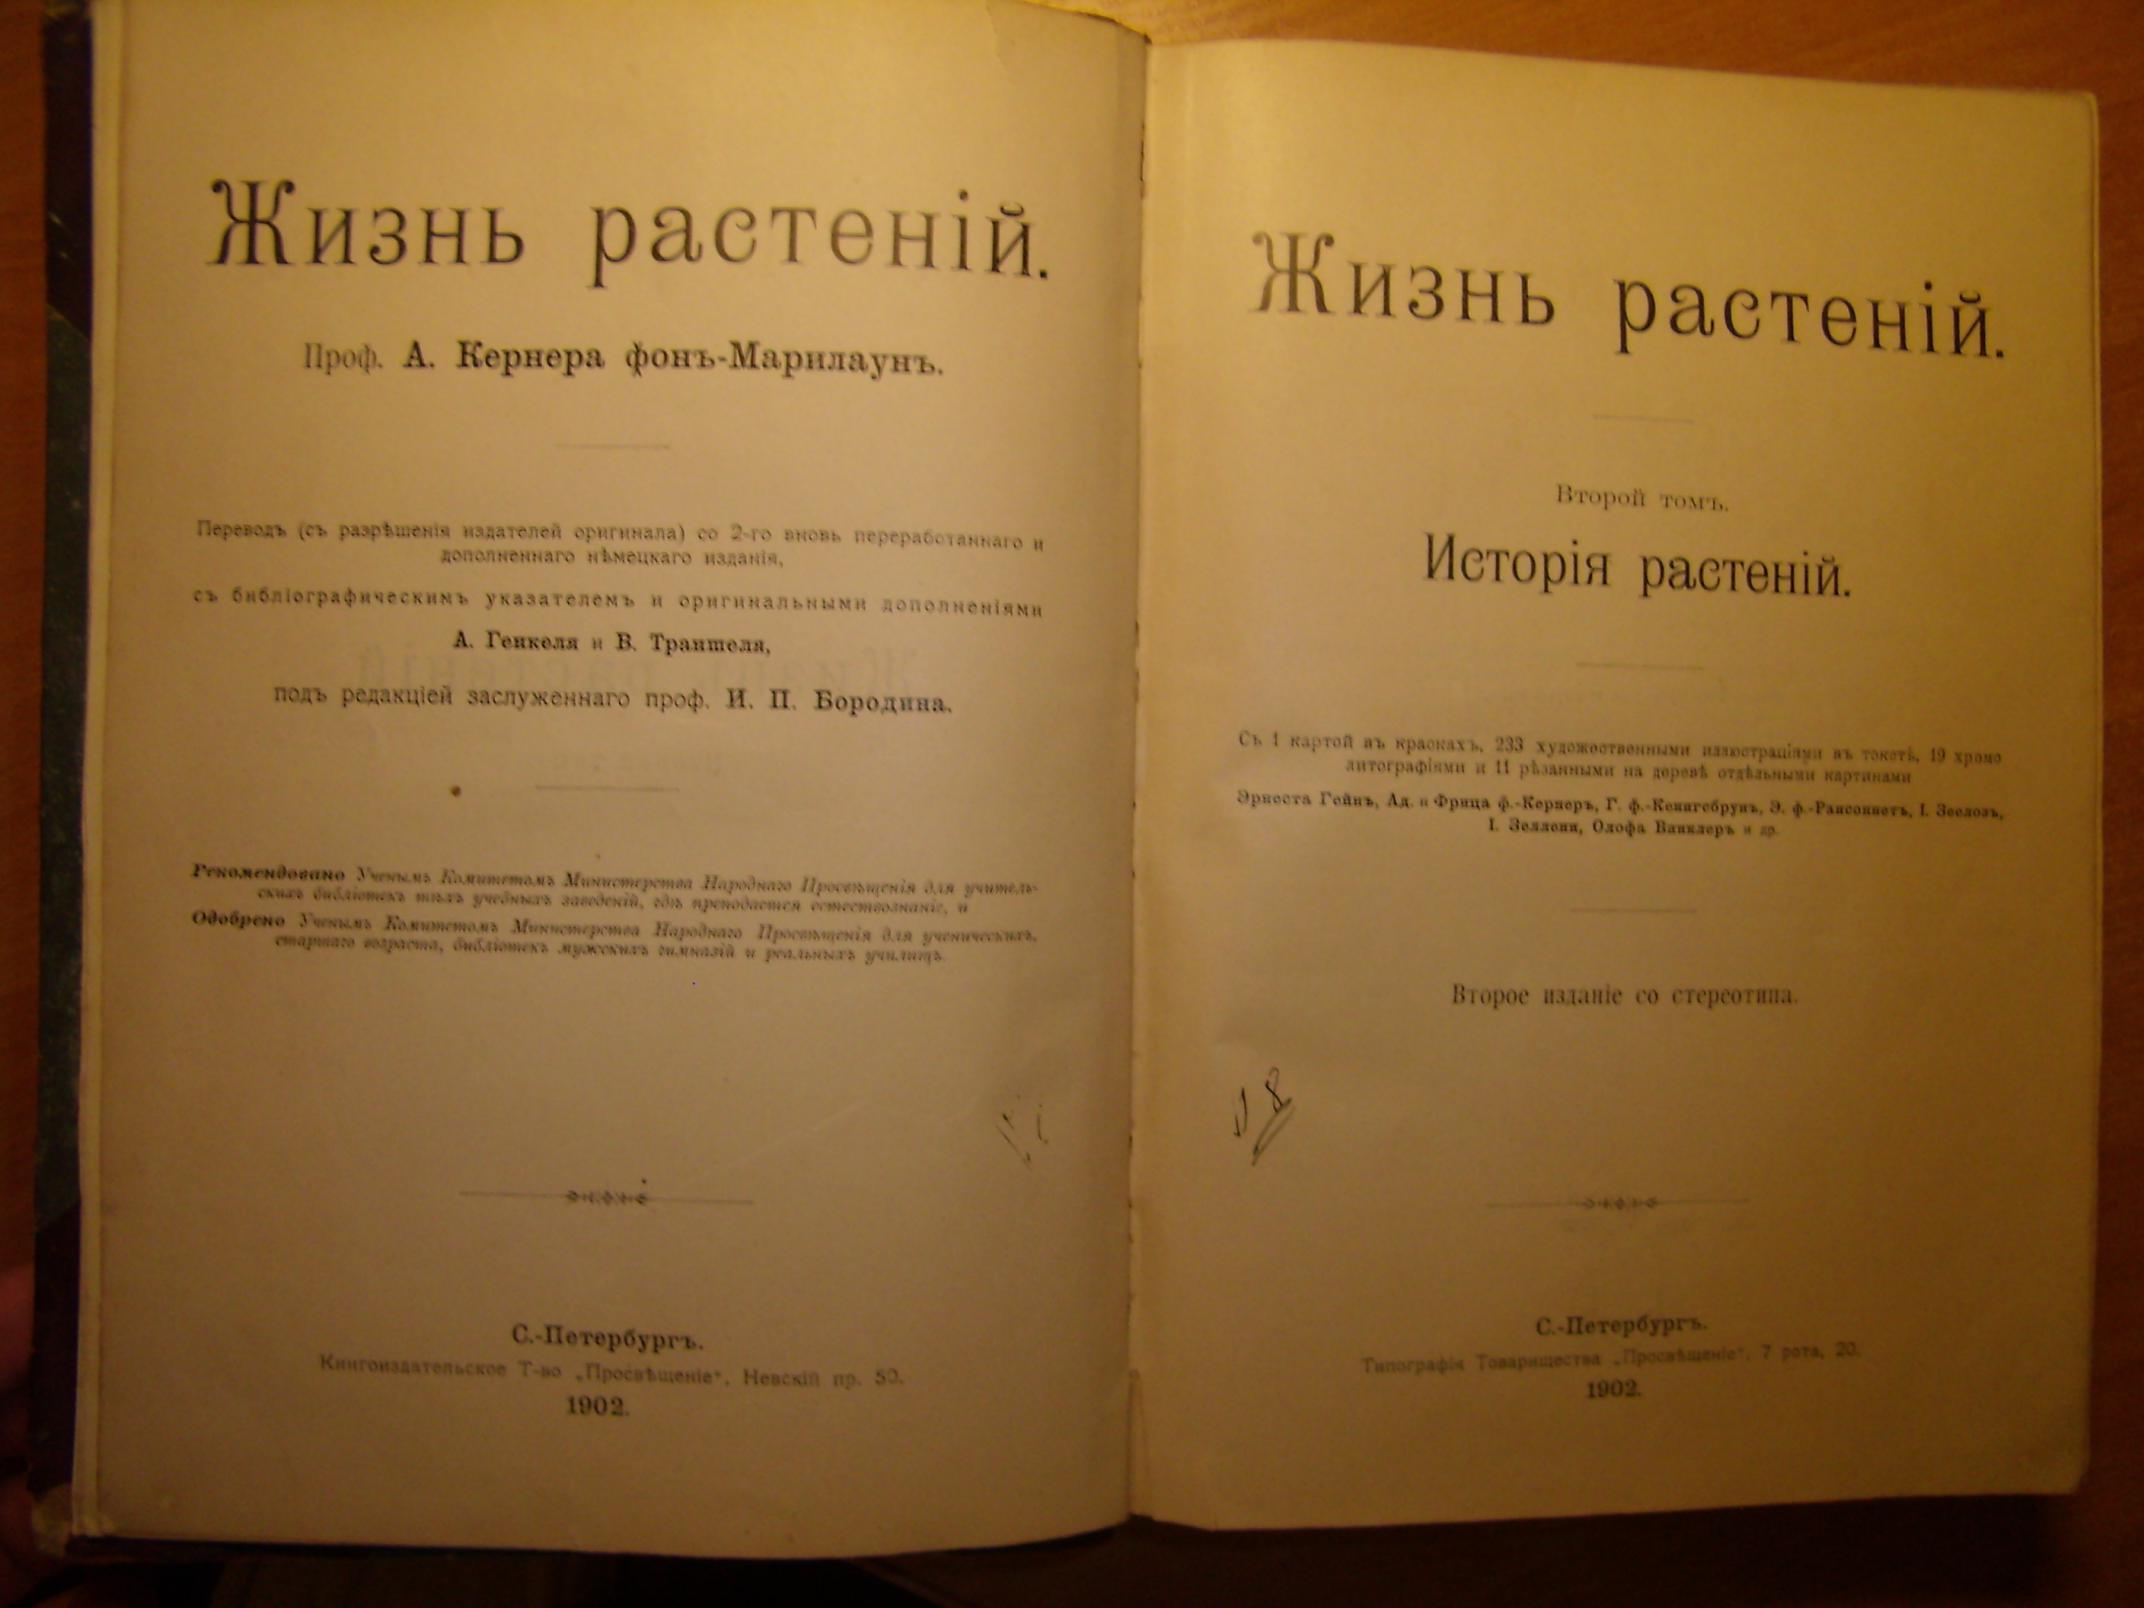 Жизнь растеній.
Проф. А. Кернера фонъ-Марилаунъ.
Переводъ (съ разрѣшенія издателей оригинала) со 2-го вновь переработаннаго и
дополненнаго нѣмецкаго изданія,
съ библіографическимъ указателемъ и оригинальными дополненіями
А. Генкеля и В. Траншеля,
подъ редакціей заслуженнаго проф. И. П. Бородина.
Рекомендовано Ученымъ Комитетомъ Министерства Народнаго Просвѣщенія для учитель-
скихъ библіотекъ тѣхъ учебныхъ заведеній, гдѣ преподается естествознаніе, и
Одобрено Ученымъ Комитетомъ Министерства Народнаго Просвѣщенія для ученическихъ,
старшаго возраста, библіотекъ мужскихъ гимназій и реальныхъ училищъ.
С.-Петербургъ.
Книгоиздательское Т-во „Просвѣщеніе“, Невскій пр. 50.
1902.
Жизнь растеній.
Второй томъ.
Исторія растеній.
Съ 1 картой въ краскахъ, 233 художественными иллюстраціями въ текстѣ, 19 хромо
литографіями и 11 рѣзанными на деревѣ отдѣльными картинами
Эрнеста Гейнъ, Ад. и Фрица ф.-Кернеръ, Г. ф.-Кенигсбрунъ, Э. ф.-Рансоннетъ, І. Зеелозъ,
І. Зеллени, Олофа Винклеръ и др.
Второе изданіе со стереотипа.
С.-Петербургъ.
Типографія Товарищества „Просвѣщеніе“, 7 рота, 20.
1902.